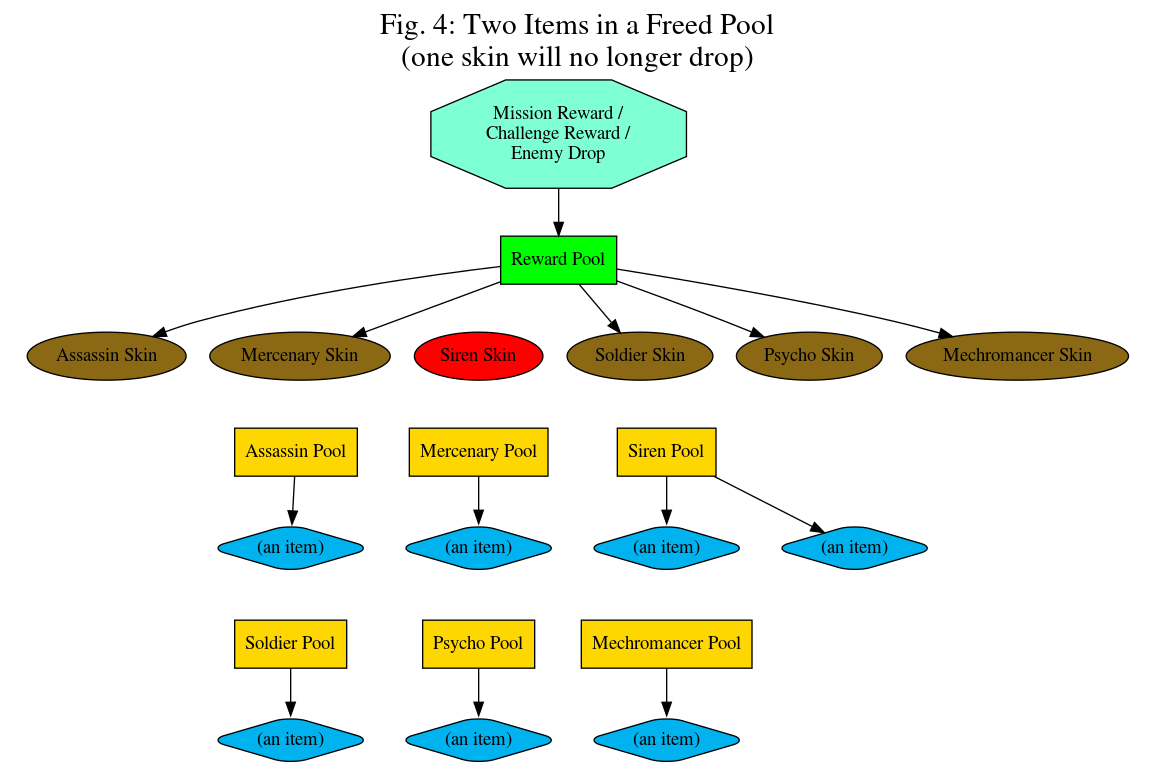 Fig. 4: Two Items in a Freed Pool
(one skin will no longer drop)
Mission Reward /
Challenge Reward /
Enemy Drop
Reward Pool
Assassin Skin
Mercenary Skin
Siren Skin
Soldier Skin
Psycho Skin
Mechromancer Skin
Assassin Pool
Mercenary Pool
Siren Pool
(an item)
(an item)
(an item)
(an item)
Soldier Pool
Psycho Pool
Mechromancer Pool
(an item)
(an item)
(an item)